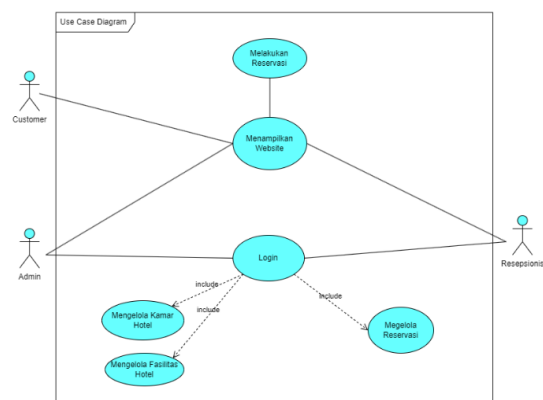 Use Case Diagram
Melakukan
Reservasi
Customer
Menampilkan
Website
Admin
Login
Resepsionis
include
include
include
Mengelola Kamar
Hotel
Megelola
Reservasi
Mengelola Fasilitas
Hotel